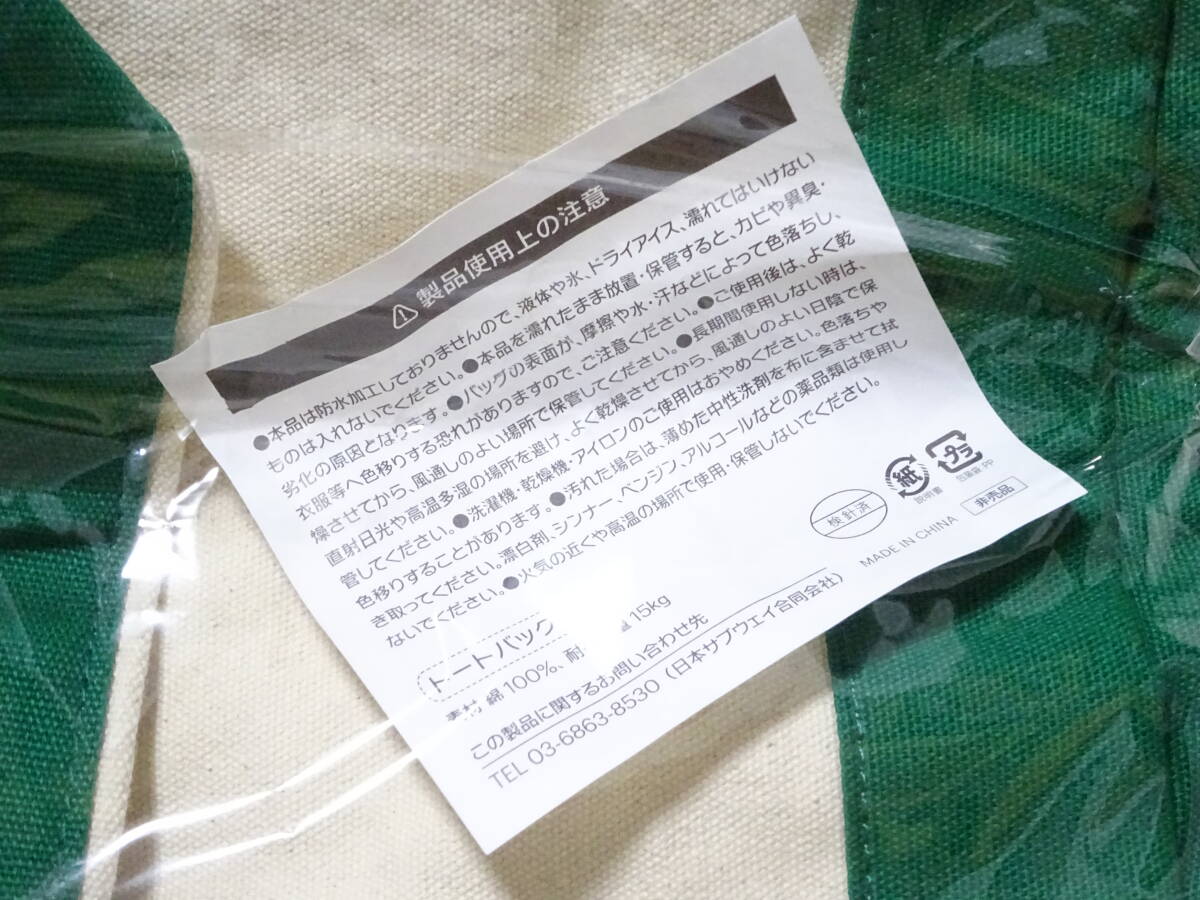 ⚠ 製品使用上の注意
●本品は防水加工しておりませんので、液体や氷、ドライアイス、濡れてはいけない
ものは入れないでください。●本品を濡れたまま放置・保管すると、カビや異臭・
劣化の原因となります。●バッグの表面が、摩擦や水・汗などによって色落ちし、
衣服等へ色移りする恐れがありますので、ご注意ください。●ご使用後は、よく乾
燥させてから、風通しのよい場所で保管してください。●長期間使用しない時は、
直射日光や高温多湿の場所を避け、よく乾燥させてから、風通しのよい日陰で保
管してください。●洗濯機・乾燥機・アイロンのご使用はおやめください。色落ちや
色移りすることがあります。●汚れた場合は、薄めた中性洗剤を布に含ませて拭
き取ってください。漂白剤、シンナー、ベンジン、アルコールなどの薬品類は使用し
ないでください。●火気の近くや高温の場所で使用・保管しないでください。
トートバッグ
素材 綿100%、耐 15kg
この製品に関するお問い合わせ先
TEL 03-6863-8530（日本サブウェイ合同会社）
検針済
紙
説明書
プラ
包装袋 PP
MADE IN CHINA
非売品